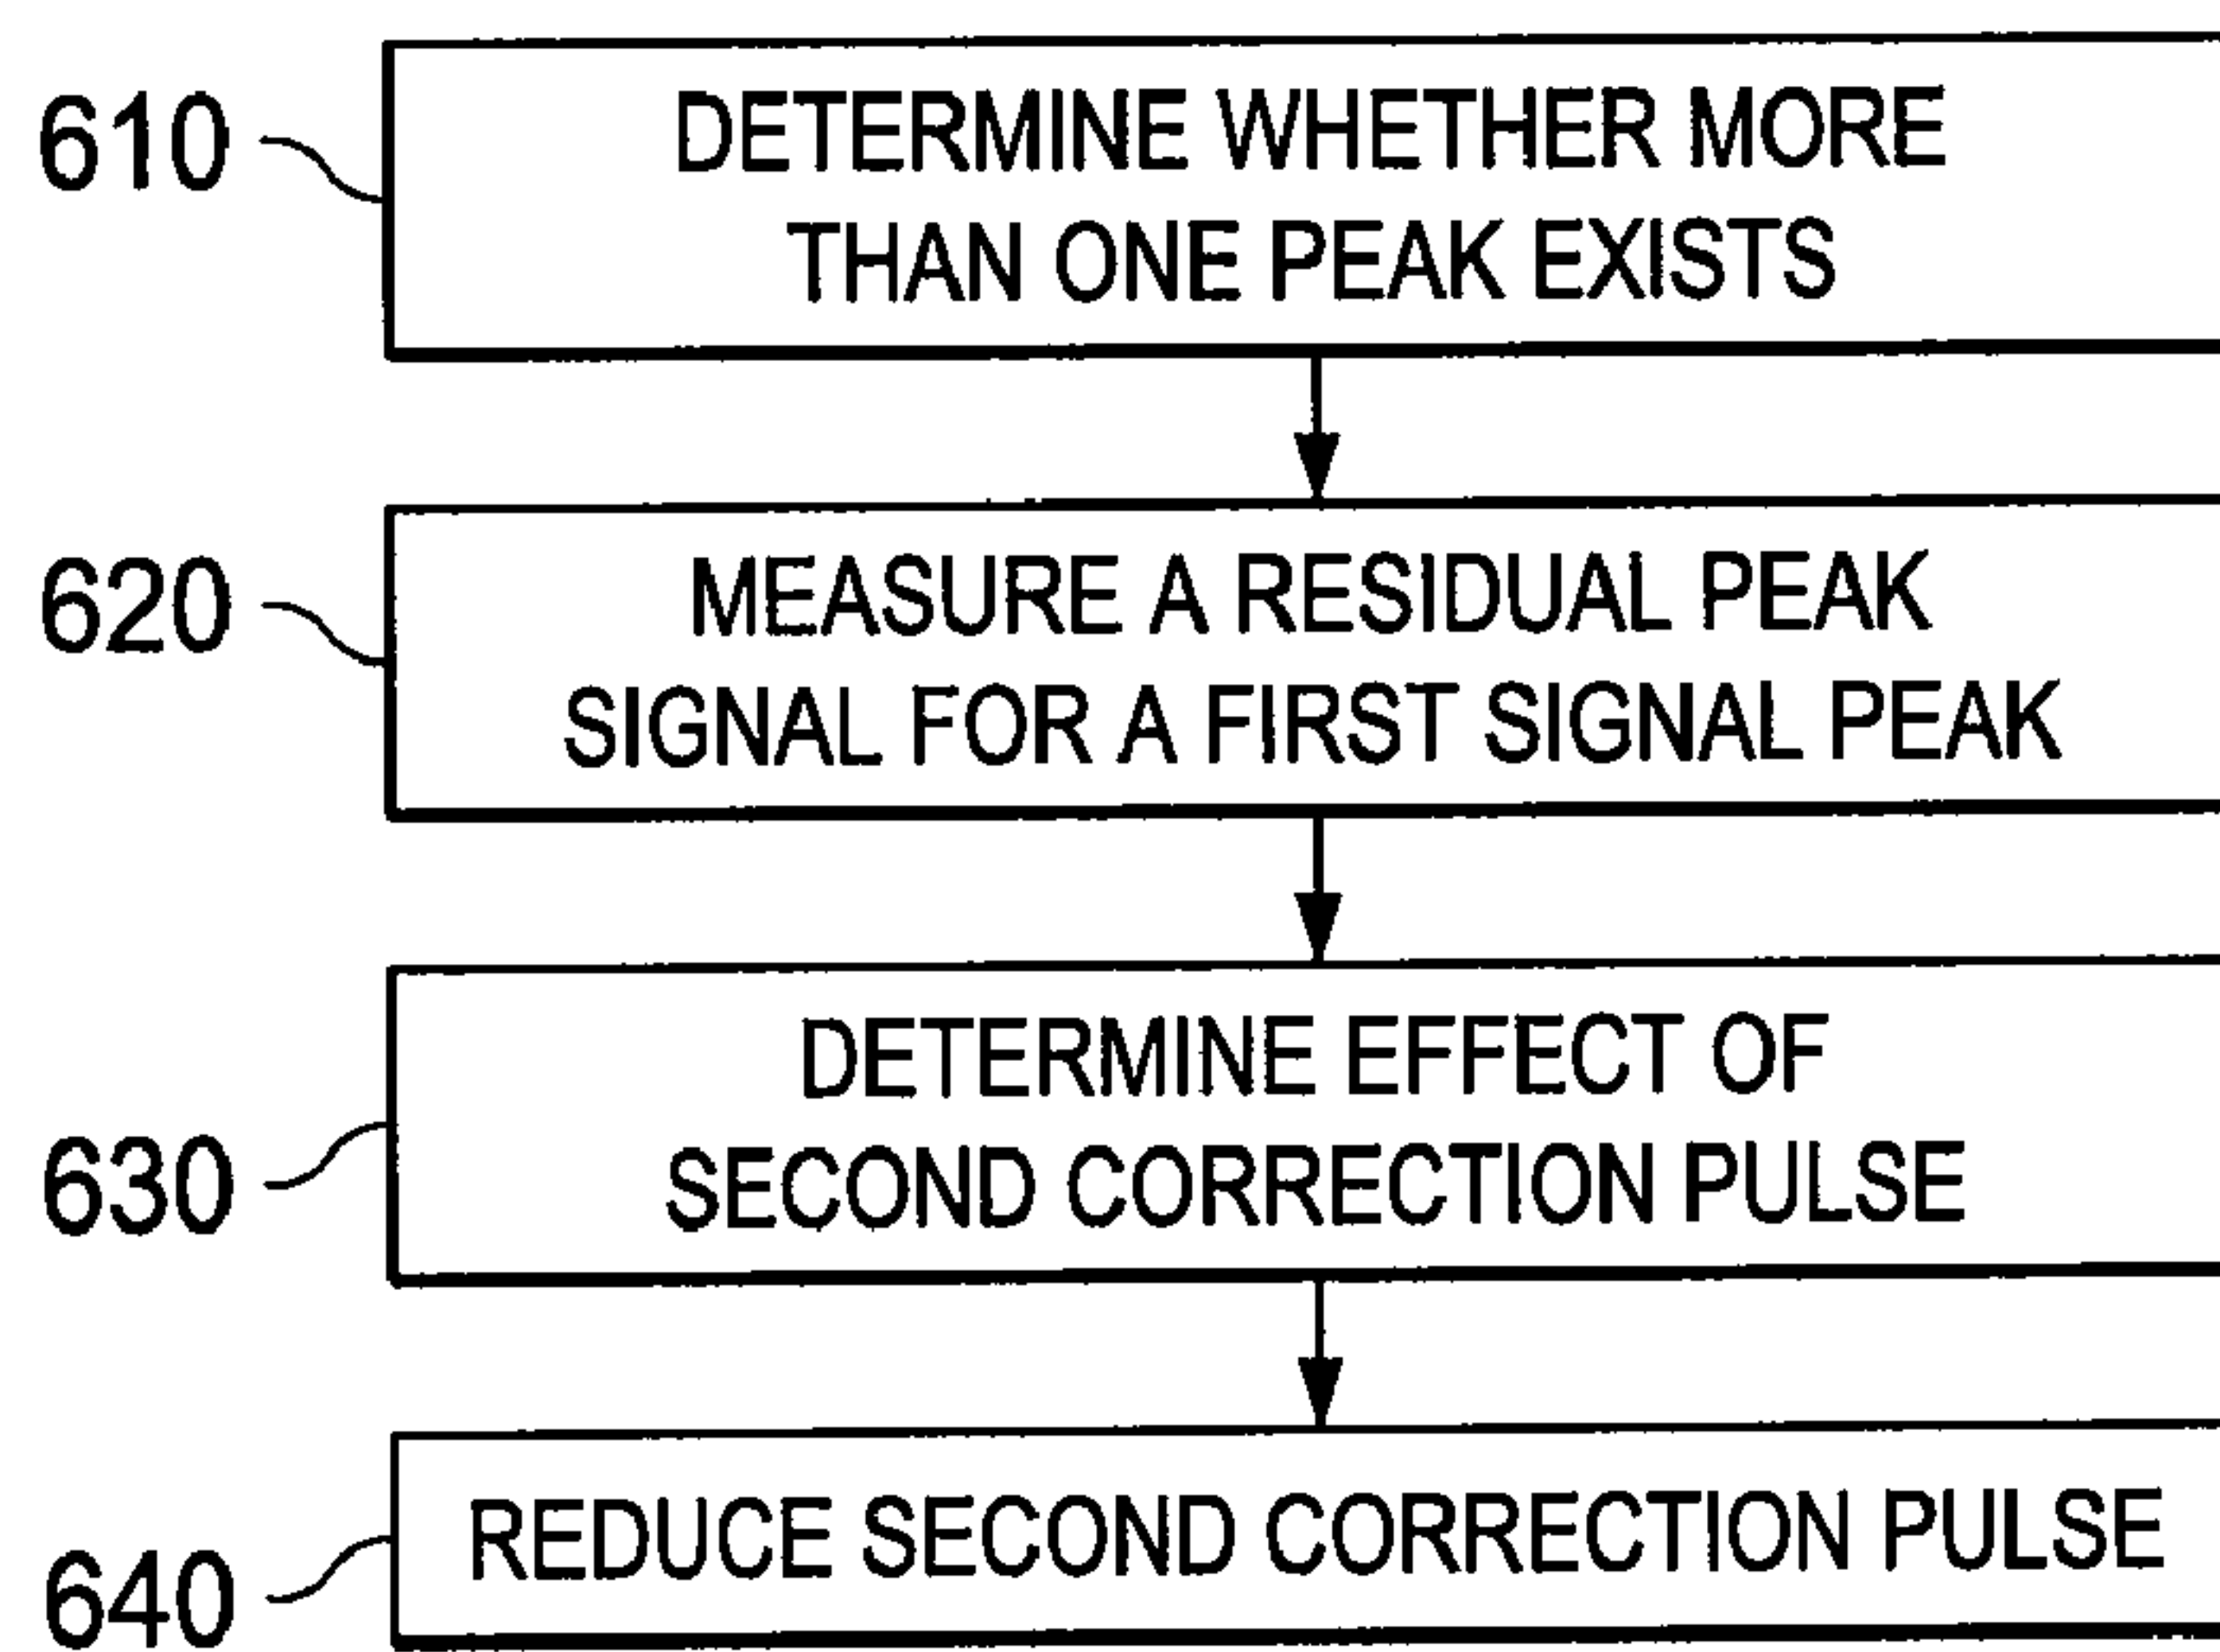 610
DETERMINE WHETHER MORE
THAN ONE PEAK EXISTS
620
MEASURE A RESIDUAL PEAK
SIGNAL FOR A FIRST SIGNAL PEAK
630
DETERMINE EFFECT OF
SECOND CORRECTION PULSE
640
REDUCE SECOND CORRECTION PULSE